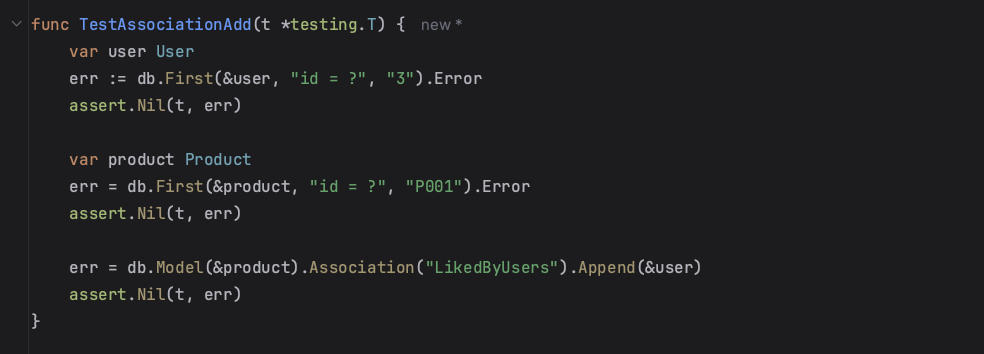 func TestAssociationAdd(t *testing.T) { new *
    var user User
    err := db.First(&user, "id = ?", "3").Error
    assert.Nil(t, err)

    var product Product
    err = db.First(&product, "id = ?", "P001").Error
    assert.Nil(t, err)

    err = db.Model(&product).Association("LikedByUsers").Append(&user)
    assert.Nil(t, err)
}